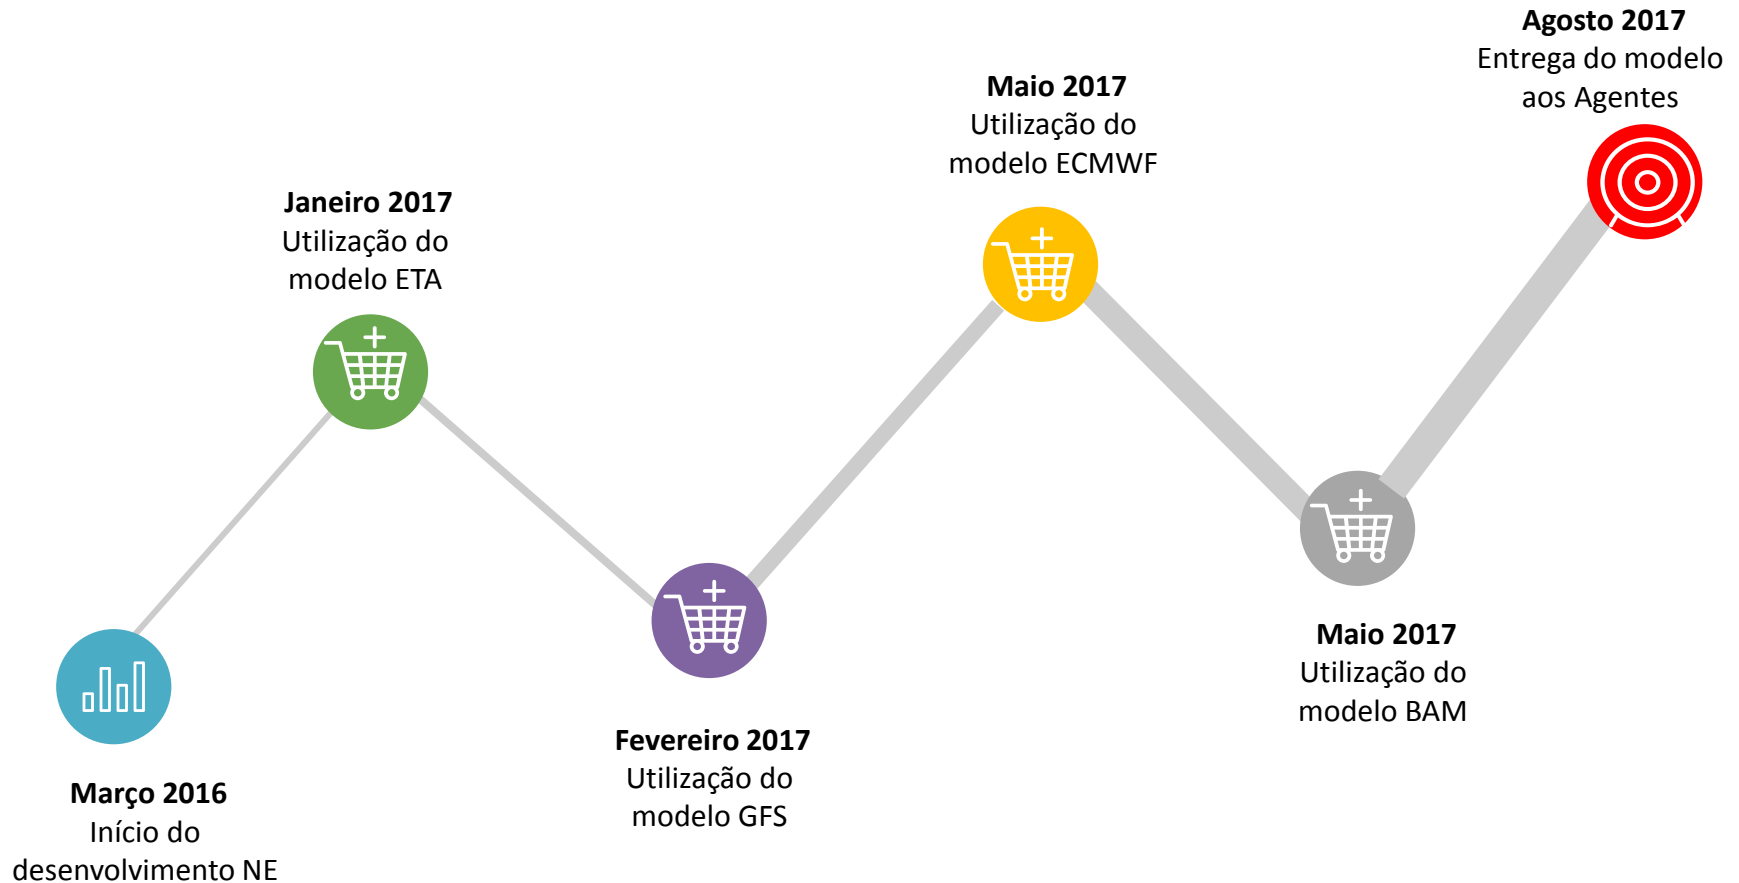 Março 2016
Início do
desenvolvimento NE
Janeiro 2017
Utilização do
modelo ETA
Fevereiro 2017
Utilização do
modelo GFS
Maio 2017
Utilização do
modelo ECMWF
Maio 2017
Utilização do
modelo BAM
Agosto 2017
Entrega do modelo
aos Agentes